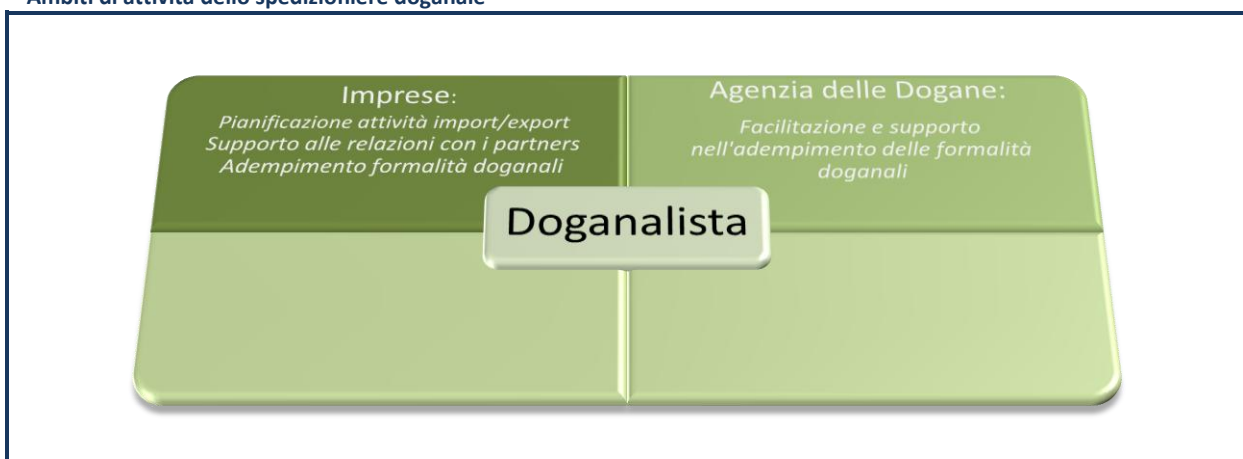 Ambiti di attività dello spedizioniere doganale
Imprese:
Pianificazione attività import/export
Supporto alle relazioni con i partners
Adempimento formalità doganali
Agenzia delle Dogane:
Facilitazione e supporto
nell'adempimento delle formalità
doganali
Doganalista